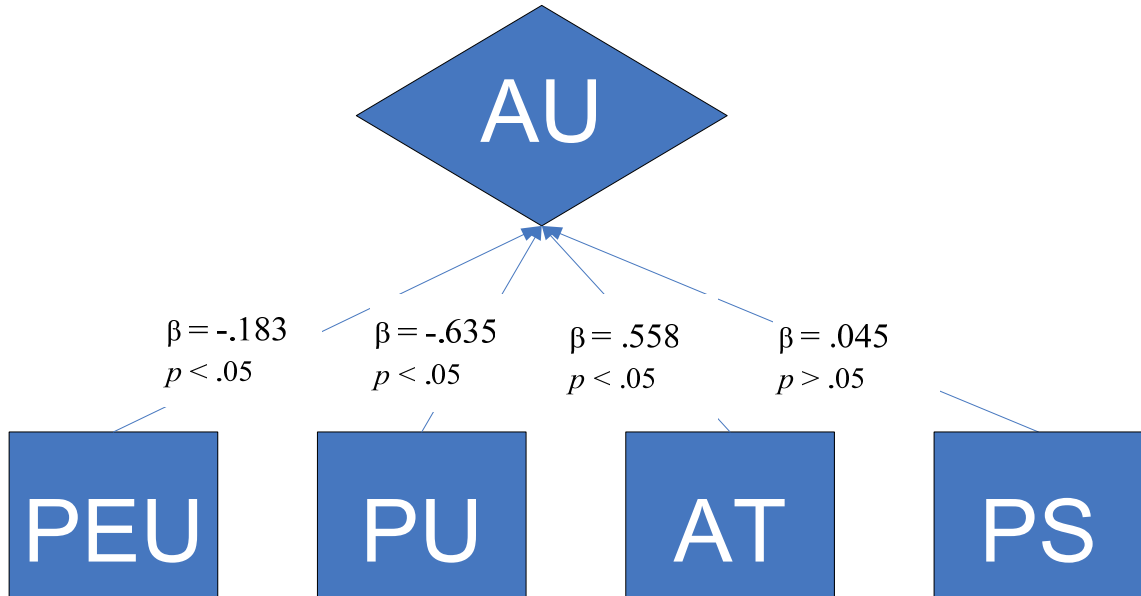 AU
β = -.183
p < .05
β = -.635
p < .05
β = .558
p < .05
β = .045
p > .05
PEU
PU
AT
PS